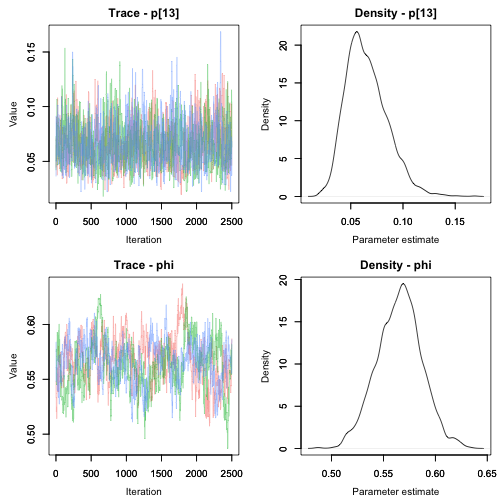 Trace - p[13]
Value
0.05 0.10 0.15
0 500 1000 1500 2000 2500
Iteration
Density - p[13]
Density
0 5 10 15 20
0.05 0.10 0.15
Parameter estimate
Trace - phi
Value
0.50 0.55 0.60
0 500 1000 1500 2000 2500
Iteration
Density - phi
Density
0 5 10 15 20
0.50 0.55 0.60 0.65
Parameter estimate